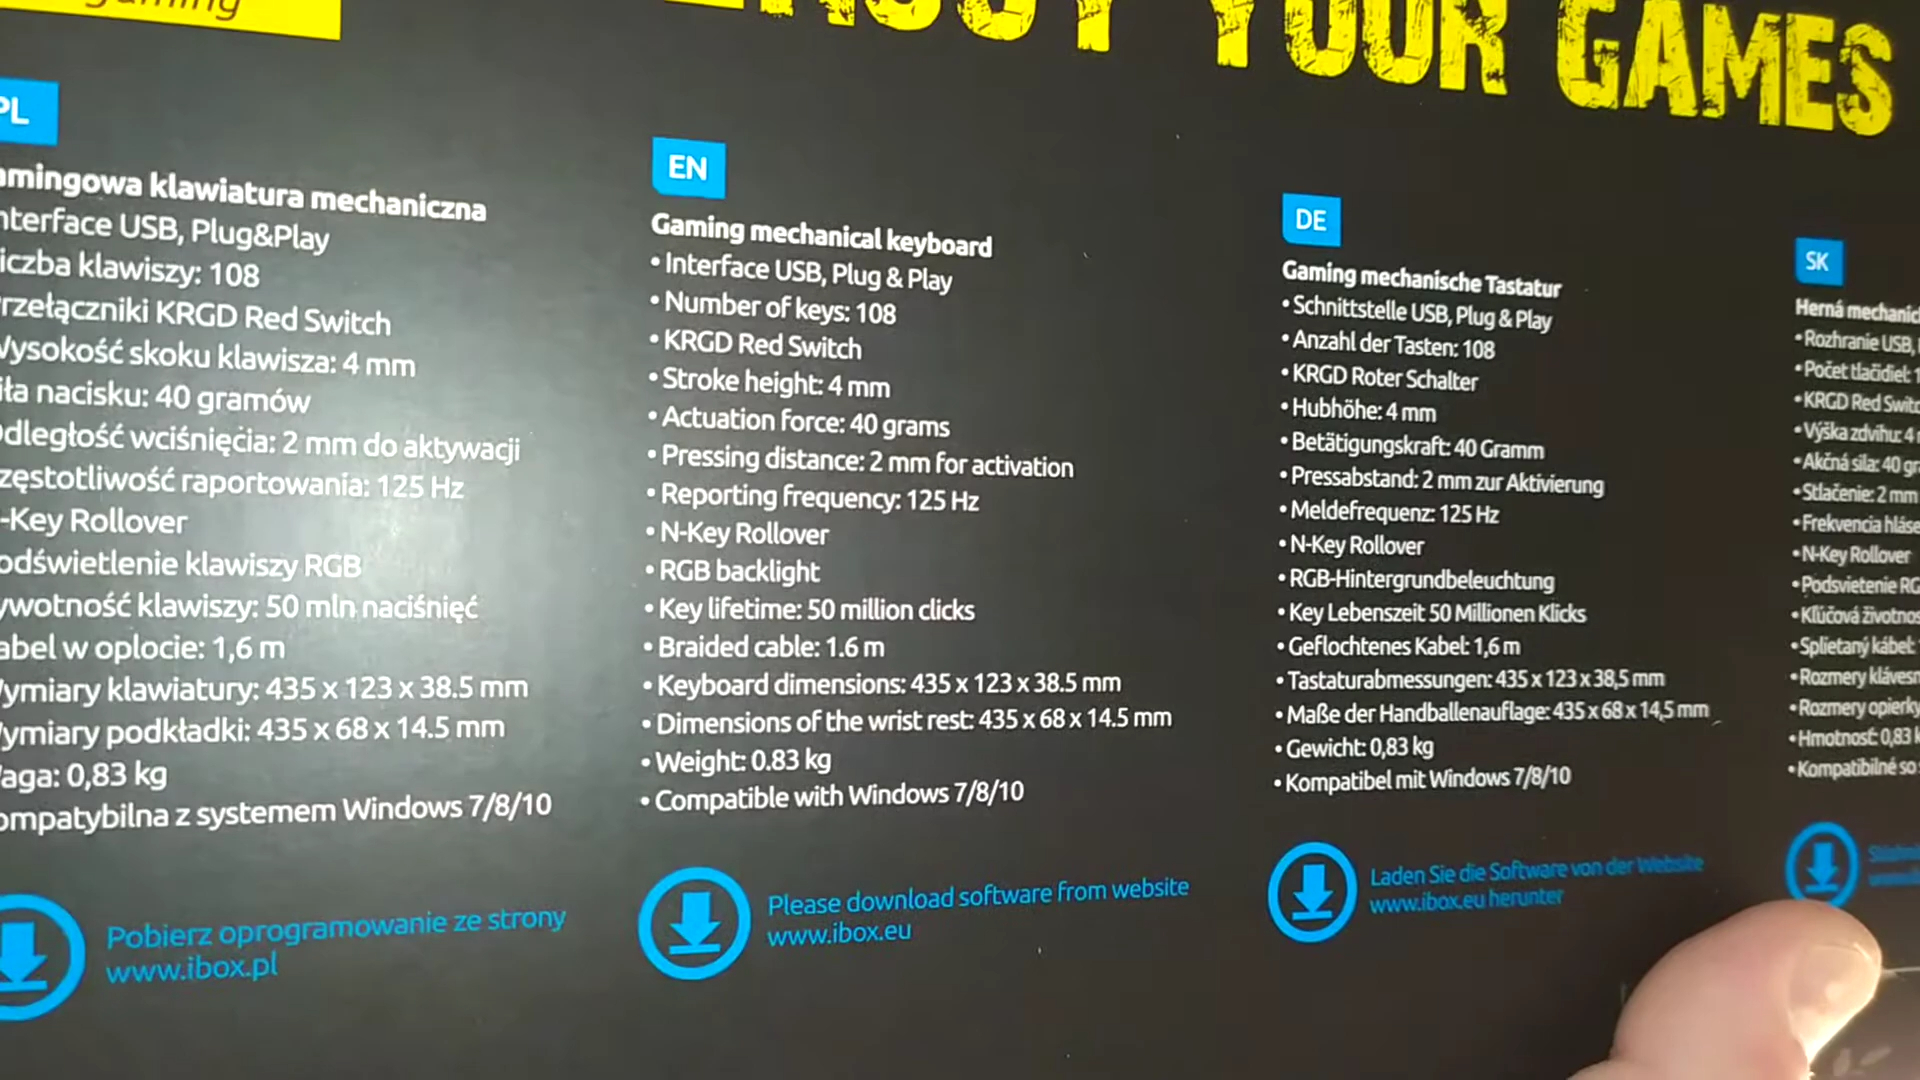 gaming
ENJOY YOUR GAMES
PL
mingowa klawiatura mechaniczna
nterface USB, Plug&Play
iczba klawiszy: 108
rzełączniki KRGD Red Switch
Wysokość skoku klawisza: 4 mm
iła nacisku: 40 gramów
dległość wciśnięcia: 2 mm do aktywacji
zęstotliwość raportowania: 125 Hz
-Key Rollover
odświetlenie klawiszy RGB
ywotność klawiszy: 50 mln naciśnięć
abel w oplocie: 1,6 m
ymiary klawiatury: 435 x 123 x 38.5 mm
ymiary podkładki: 435 x 68 x 14.5 mm
aga: 0,83 kg
ompatybilna z systemem Windows 7/8/10
Pobierz oprogramowanie ze strony
www.ibox.pl
EN
Gaming mechanical keyboard
• Interface USB, Plug & Play
• Number of keys: 108
• KRGD Red Switch
• Stroke height: 4 mm
• Actuation force: 40 grams
• Pressing distance: 2 mm for activation
• Reporting frequency: 125 Hz
• N-Key Rollover
• RGB backlight
• Key lifetime: 50 million clicks
• Braided cable: 1.6 m
• Keyboard dimensions: 435 x 123 x 38.5 mm
• Dimensions of the wrist rest: 435 x 68 x 14.5 mm
• Weight: 0.83 kg
• Compatible with Windows 7/8/10
Please download software from website
www.ibox.eu
DE
Gaming mechanische Tastatur
• Schnittstelle USB, Plug & Play
• Anzahl der Tasten: 108
• KRGD Roter Schalter
• Hubhöhe: 4 mm
• Betätigungskraft: 40 Gramm
• Pressabstand: 2 mm zur Aktivierung
• Meldefrequenz: 125 Hz
• N-Key Rollover
• RGB-Hintergrundbeleuchtung
• Key Lebenszeit 50 Millionen Klicks
• Geflochtenes Kabel: 1,6 m
• Tastaturabmessungen: 435 x 123 x 38,5 mm
• Maße der Handballenauflage: 435 x 68 x 14,5 mm
• Gewicht: 0,83 kg
• Kompatibel mit Windows 7/8/10
Laden Sie die Software von der Website
www.ibox.eu herunter
SK
Herná mechanick
• Rozhranie USB,
• Počet tlačidiel: 1
• KRGD Red Switc
• Výška zdvihu: 4
• Akčná sila: 40 gr
• Stlačenie: 2 mm
• Frekvencia hláse
• N-Key Rollover
• Podsvietenie RG
• Kľúčová životnos
• Splietaný kábel:
• Rozmery kláves
• Rozmery opierky
• Hmotnosť: 0,83 k
• Kompatibilné so